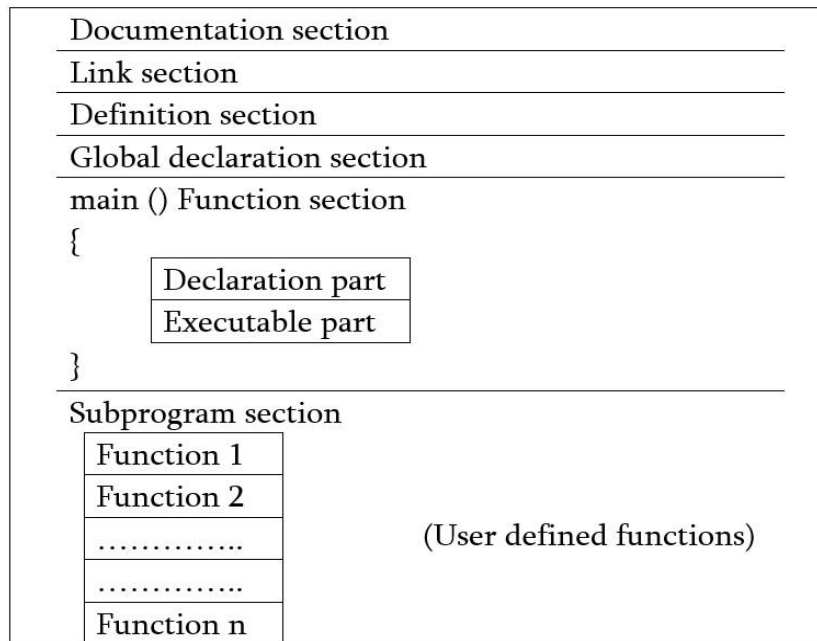 Documentation section
Link section
Definition section
Global declaration section
main () Function section
{
Declaration part
Executable part
}
Subprogram section
Function 1
Function 2
…………..
(User defined functions)
…………..
Function n